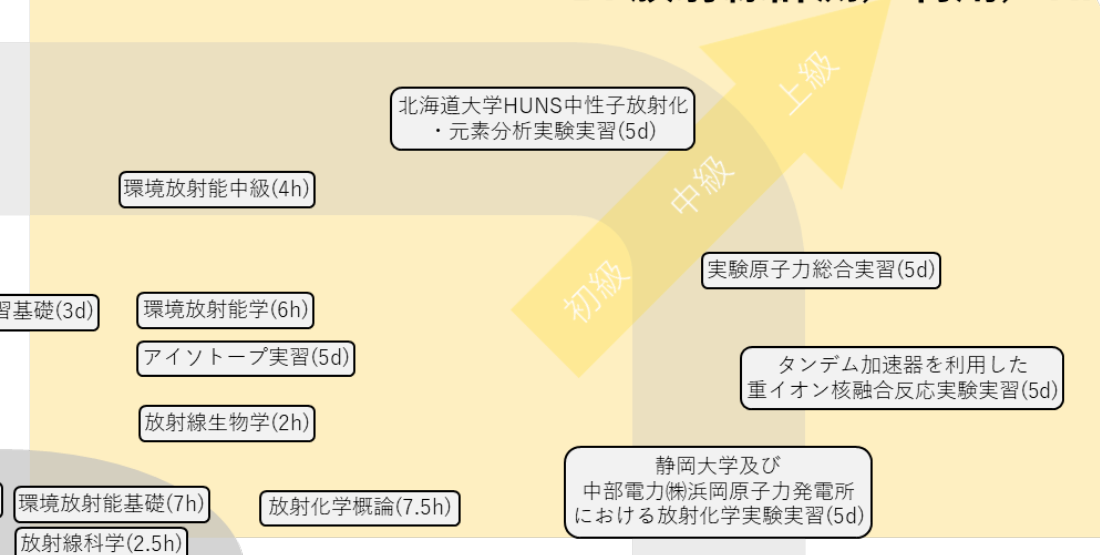 上級
北海道大学HUNS中性子放射化
・元素分析実験実習(5d)
中級
環境放射能中級(4h)
実験原子力総合実習(5d)
初級
習基礎(3d)
環境放射能学(6h)
アイソトープ実習(5d)
タンデム加速器を利用した
重イオン核融合反応実験実習(5d)
放射線生物学(2h)
静岡大学及び
中部電力㈱浜岡原子力発電所
における放射化学実験実習(5d)
環境放射能基礎(7h)
放射化学概論(7.5h)
放射線科学(2.5h)